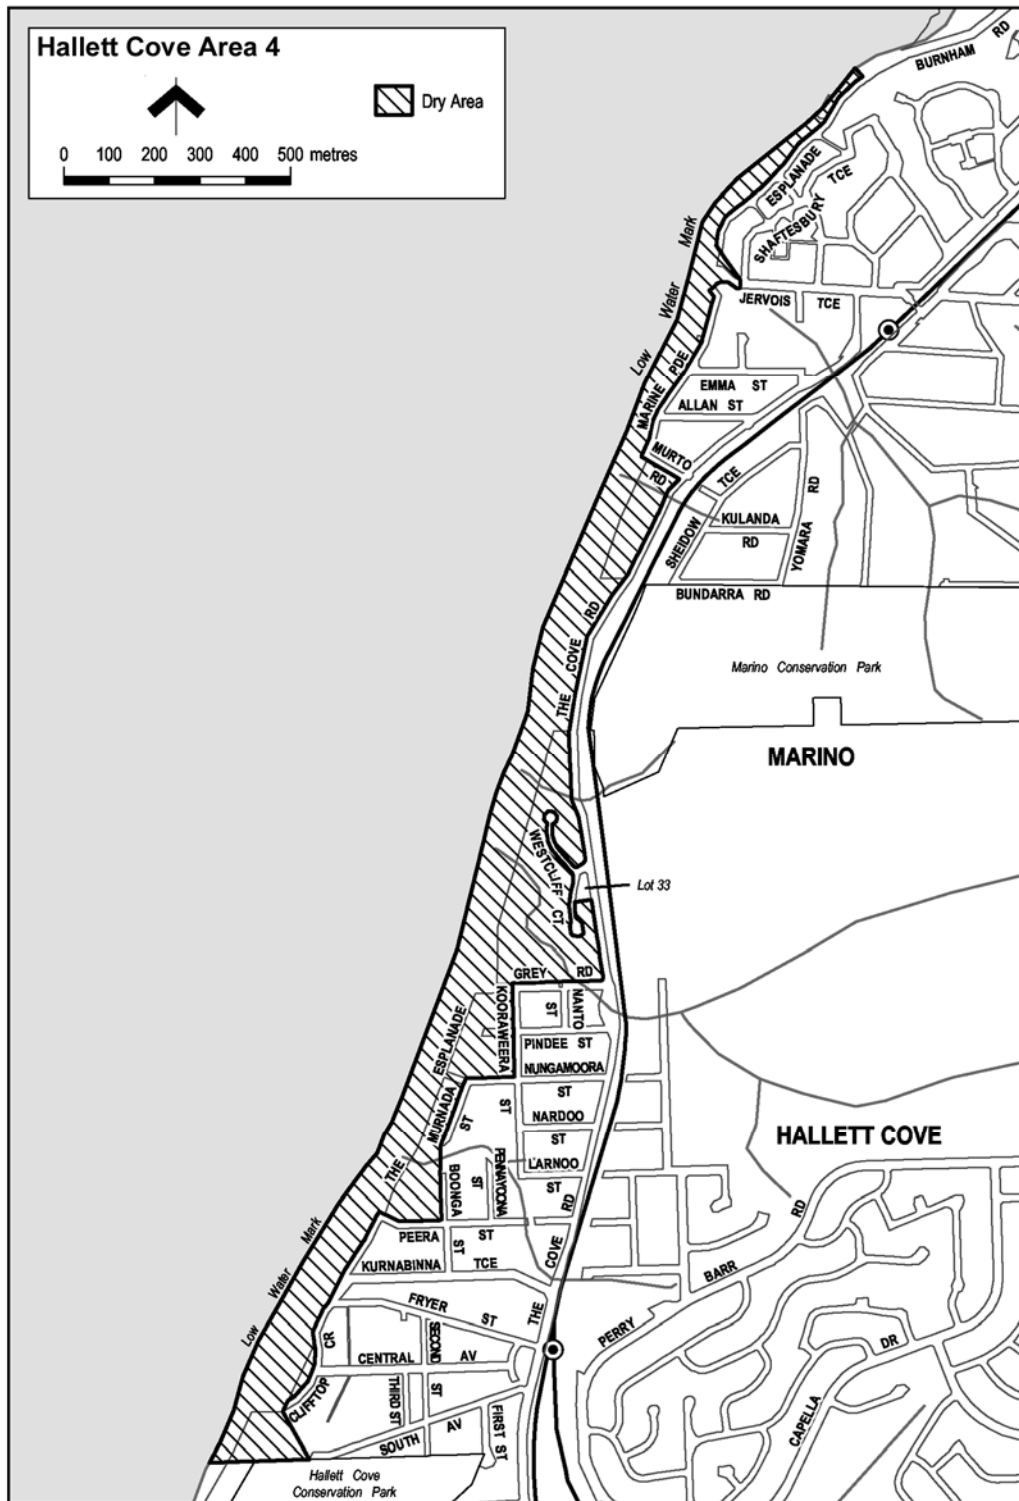 Hallett Cove Area 4
Dry Area
0 100 200 300 400 500 metres
BURNHAM RD
ESPLANADE
TCE
SHAFTESBURY
Low Water Mark
JERVOIS TCE
MARINE PDE
EMMA ST
ALLAN ST
MURTO RD
SHEIDOW TCE
KULANDA RD
YOMARA RD
BUNDARRA RD
THE COVE RD
Marino Conservation Park
MARINO
WESTCLIFF CT
Lot 33
GREY RD
KOORAWEERA ST
NANTO ST
PINDEE ST
NUNGAMOORA ST
THE ESPLANADE
MURNADA ST
NARDOO ST
LARNOO ST
HALLETT COVE
BOONGA ST
PENNAYOONA ST
THE COVE RD
PEERA ST
KURNABINNA TCE
Low Water Mark
FRYER ST
PERRY BARR RD
CR
CLIFFTOP
CENTRAL AV
SECOND ST
THIRD ST
SOUTH AV
FIRST ST
CAPELLA DR
Hallett Cove
Conservation Park